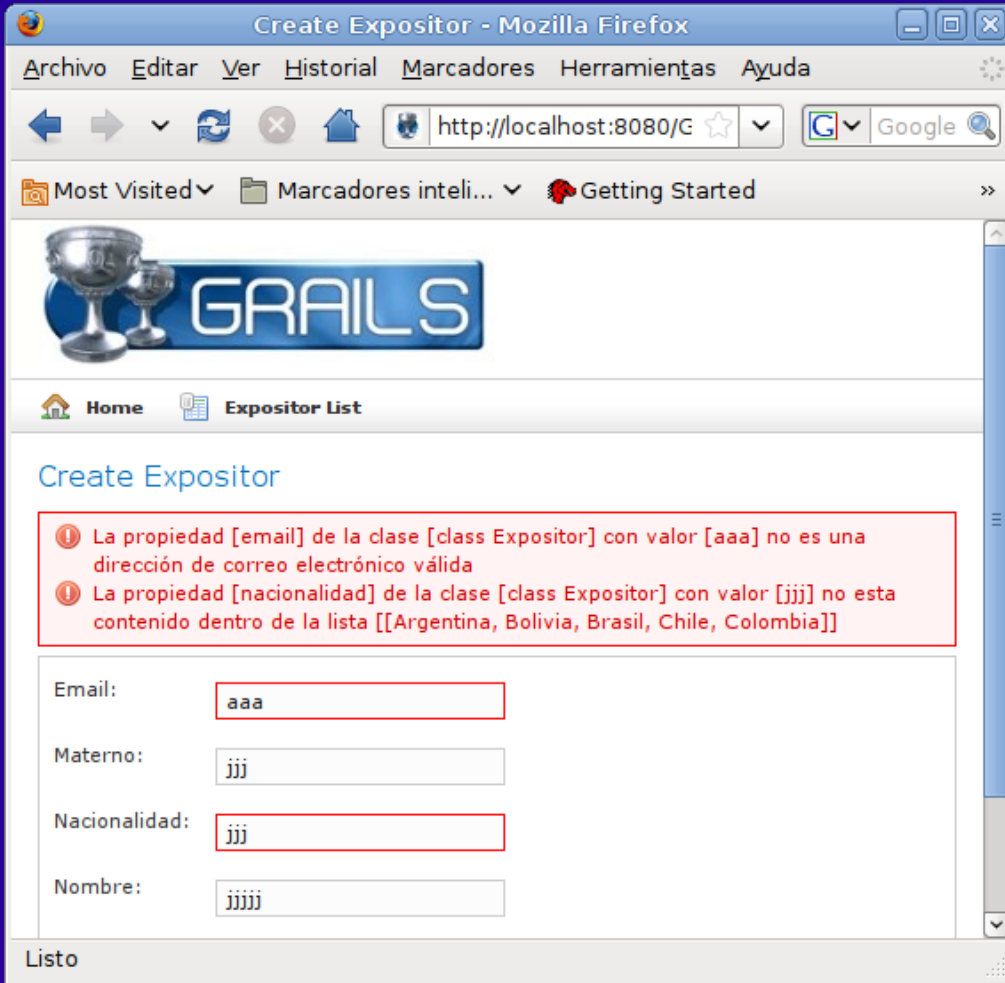 Create Expositor - Mozilla Firefox
Archivo Editar Ver Historial Marcadores Herramientas Ayuda
http://localhost:8080/G G Google
Most Visited Marcadores inteli... Getting Started »
GRAILS
Home Expositor List
Create Expositor
La propiedad [email] de la clase [class Expositor] con valor [aaa] no es una
dirección de correo electrónico válida
La propiedad [nacionalidad] de la clase [class Expositor] con valor [jjj] no esta
contenido dentro de la lista [[Argentina, Bolivia, Brasil, Chile, Colombia]]
Email: aaa
Materno: jjj
Nacionalidad: jjj
Nombre: jjjjj
Listo